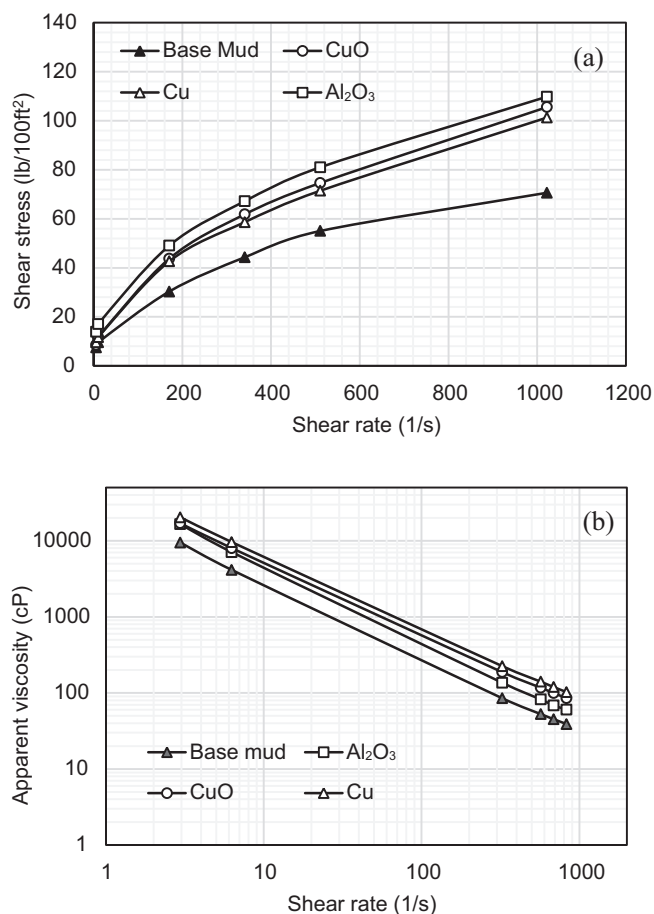 140
120
100
80
60
40
20
0
Shear stress (lb/100ft²)
Base Mud CuO
Cu Al₂O₃
(a)
0 200 400 600 800 1000 1200
Shear rate (1/s)
10000
1000
100
10
1
Apparent viscosity (cP)
(b)
Base mud Al₂O₃
CuO Cu
1 10 100 1000
Shear rate (1/s)